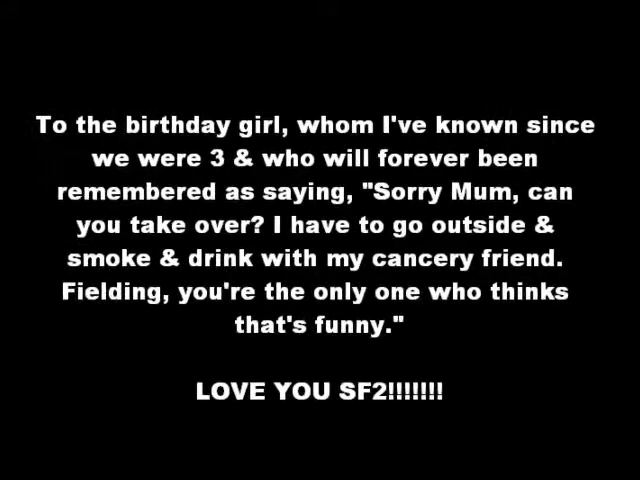 To the birthday girl, whom I've known since
we were 3 & who will forever been
remembered as saying, "Sorry Mum, can
you take over? I have to go outside &
smoke & drink with my cancery friend.
Fielding, you're the only one who thinks
that's funny."
LOVE YOU SF2!!!!!!!